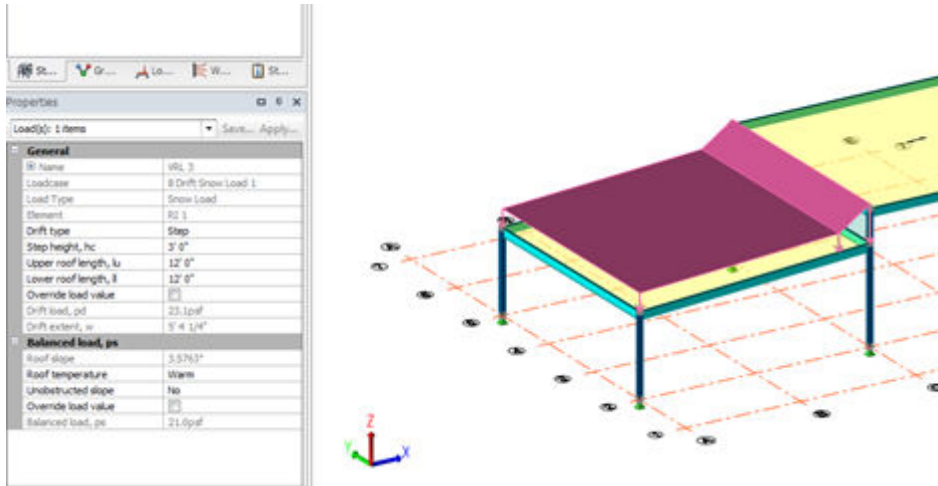 St... Gr... Lo... W... St...
Properties
Load(s): 1 items Save... Apply...
General
Name VRL 3
Loadcase 8 Drift Snow Load 1
Load Type Snow Load
Element RI 1
Drift type Step
Step height, hc 3' 0"
Upper roof length, lu 12' 0"
Lower roof length, ll 12' 0"
Override load value
Drift load, pd 23.1psf
Drift extent, w 5' 4 1/4"
Balanced load, ps
Roof slope 3.5763°
Roof temperature Warm
Unobstructed slope No
Override load value
Balanced load, ps 21.0psf
Z
Y
X